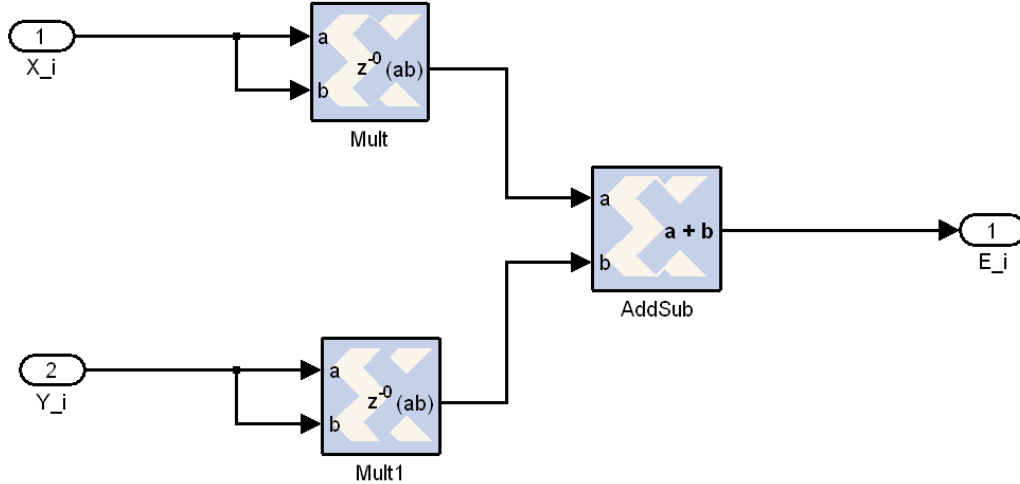 1
X_i
a
b
z⁻⁰ (ab)
Mult
a
b
a + b
AddSub
1
E_i
2
Y_i
a
b
z⁻⁰ (ab)
Mult1